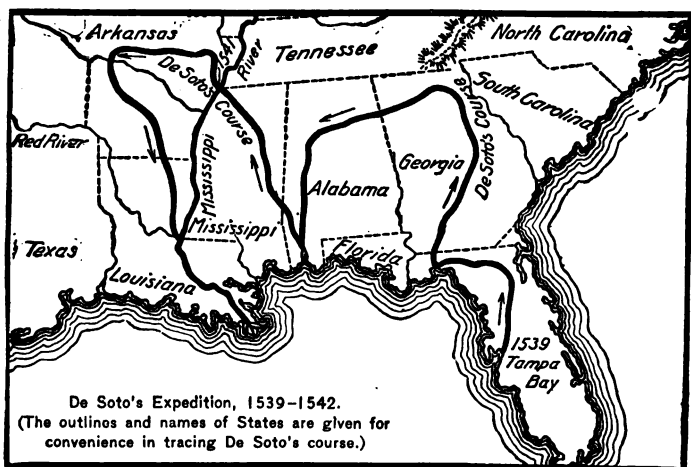 Arkansas
1541
River
Tennessee
North Carolina
De Soto's Course
South Carolina
Red River
Mississippi
Georgia
De Soto's Course
Alabama
Mississippi
Texas
Florida
Louisiana
1539
Tampa
Bay
De Soto's Expedition, 1539–1542.
(The outlinos and names of States are given for
convenience in tracing De Soto's course.)